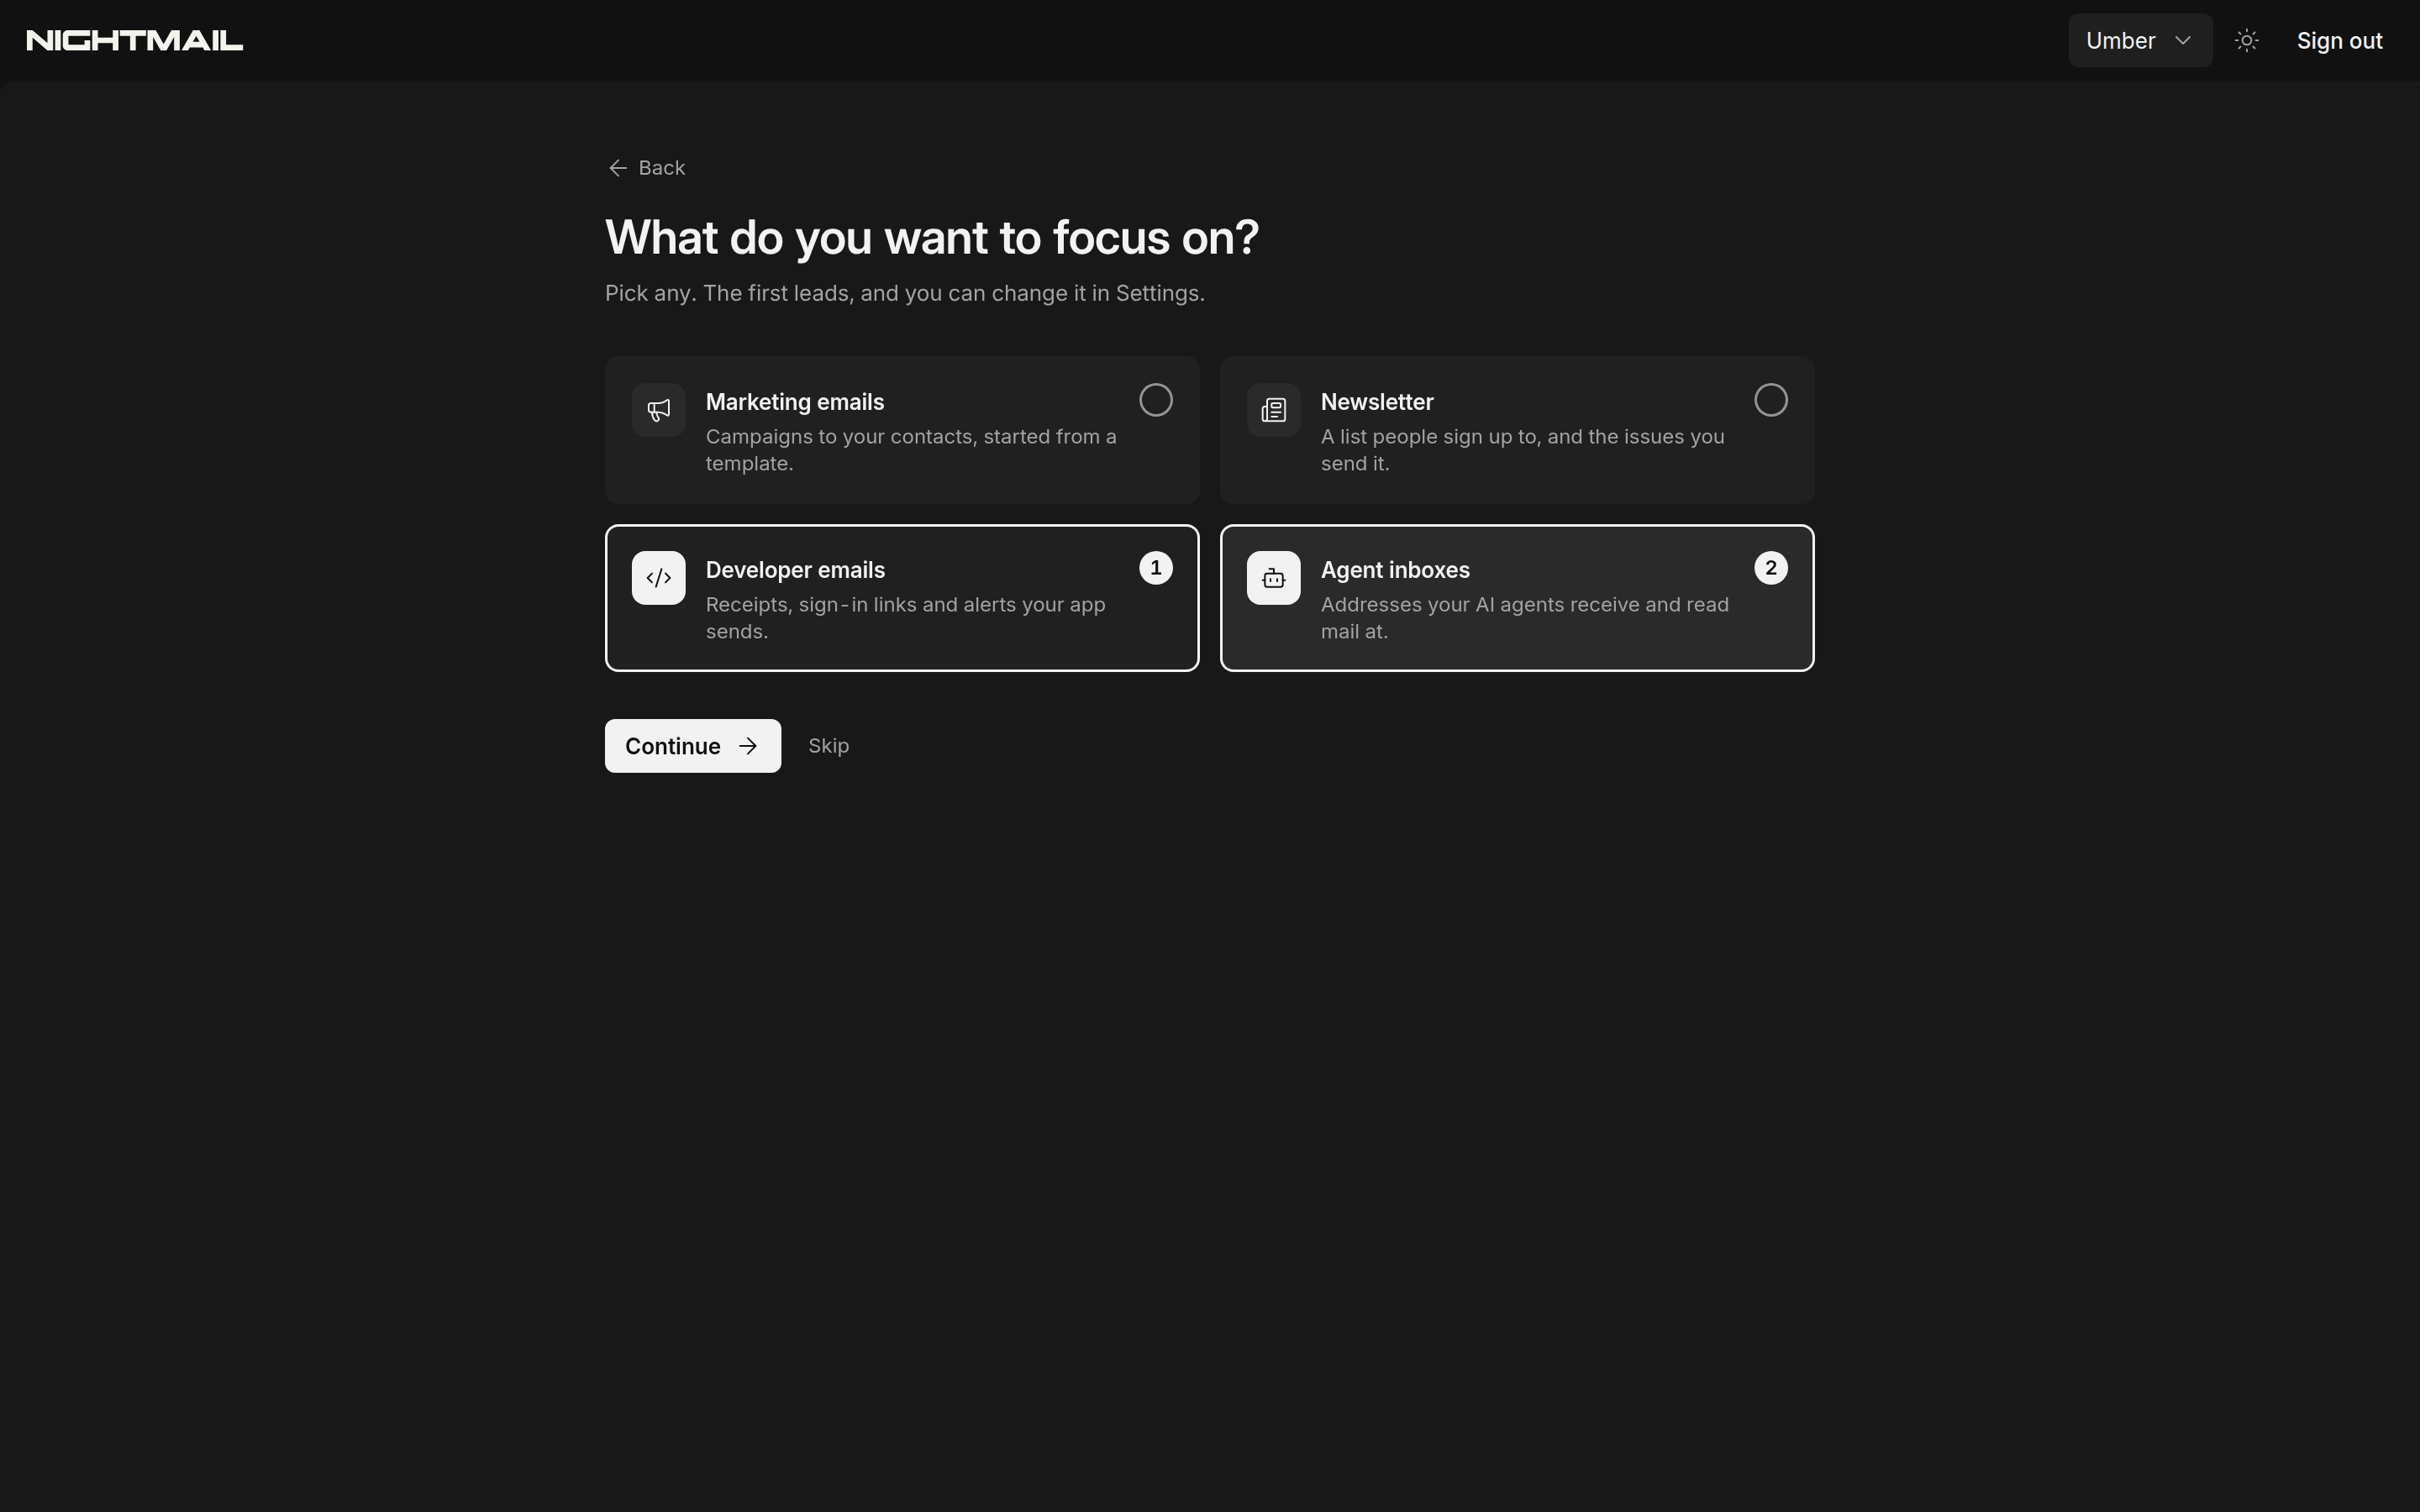 NIGHTMAIL
Umber
Sign out
Back
What do you want to focus on?
Pick any. The first leads, and you can change it in Settings.
Marketing emails
Campaigns to your contacts, started from a
template.
Newsletter
A list people sign up to, and the issues you
send it.
Developer emails
1
Receipts, sign-in links and alerts your app
sends.
Agent inboxes
2
Addresses your AI agents receive and read
mail at.
Continue
Skip